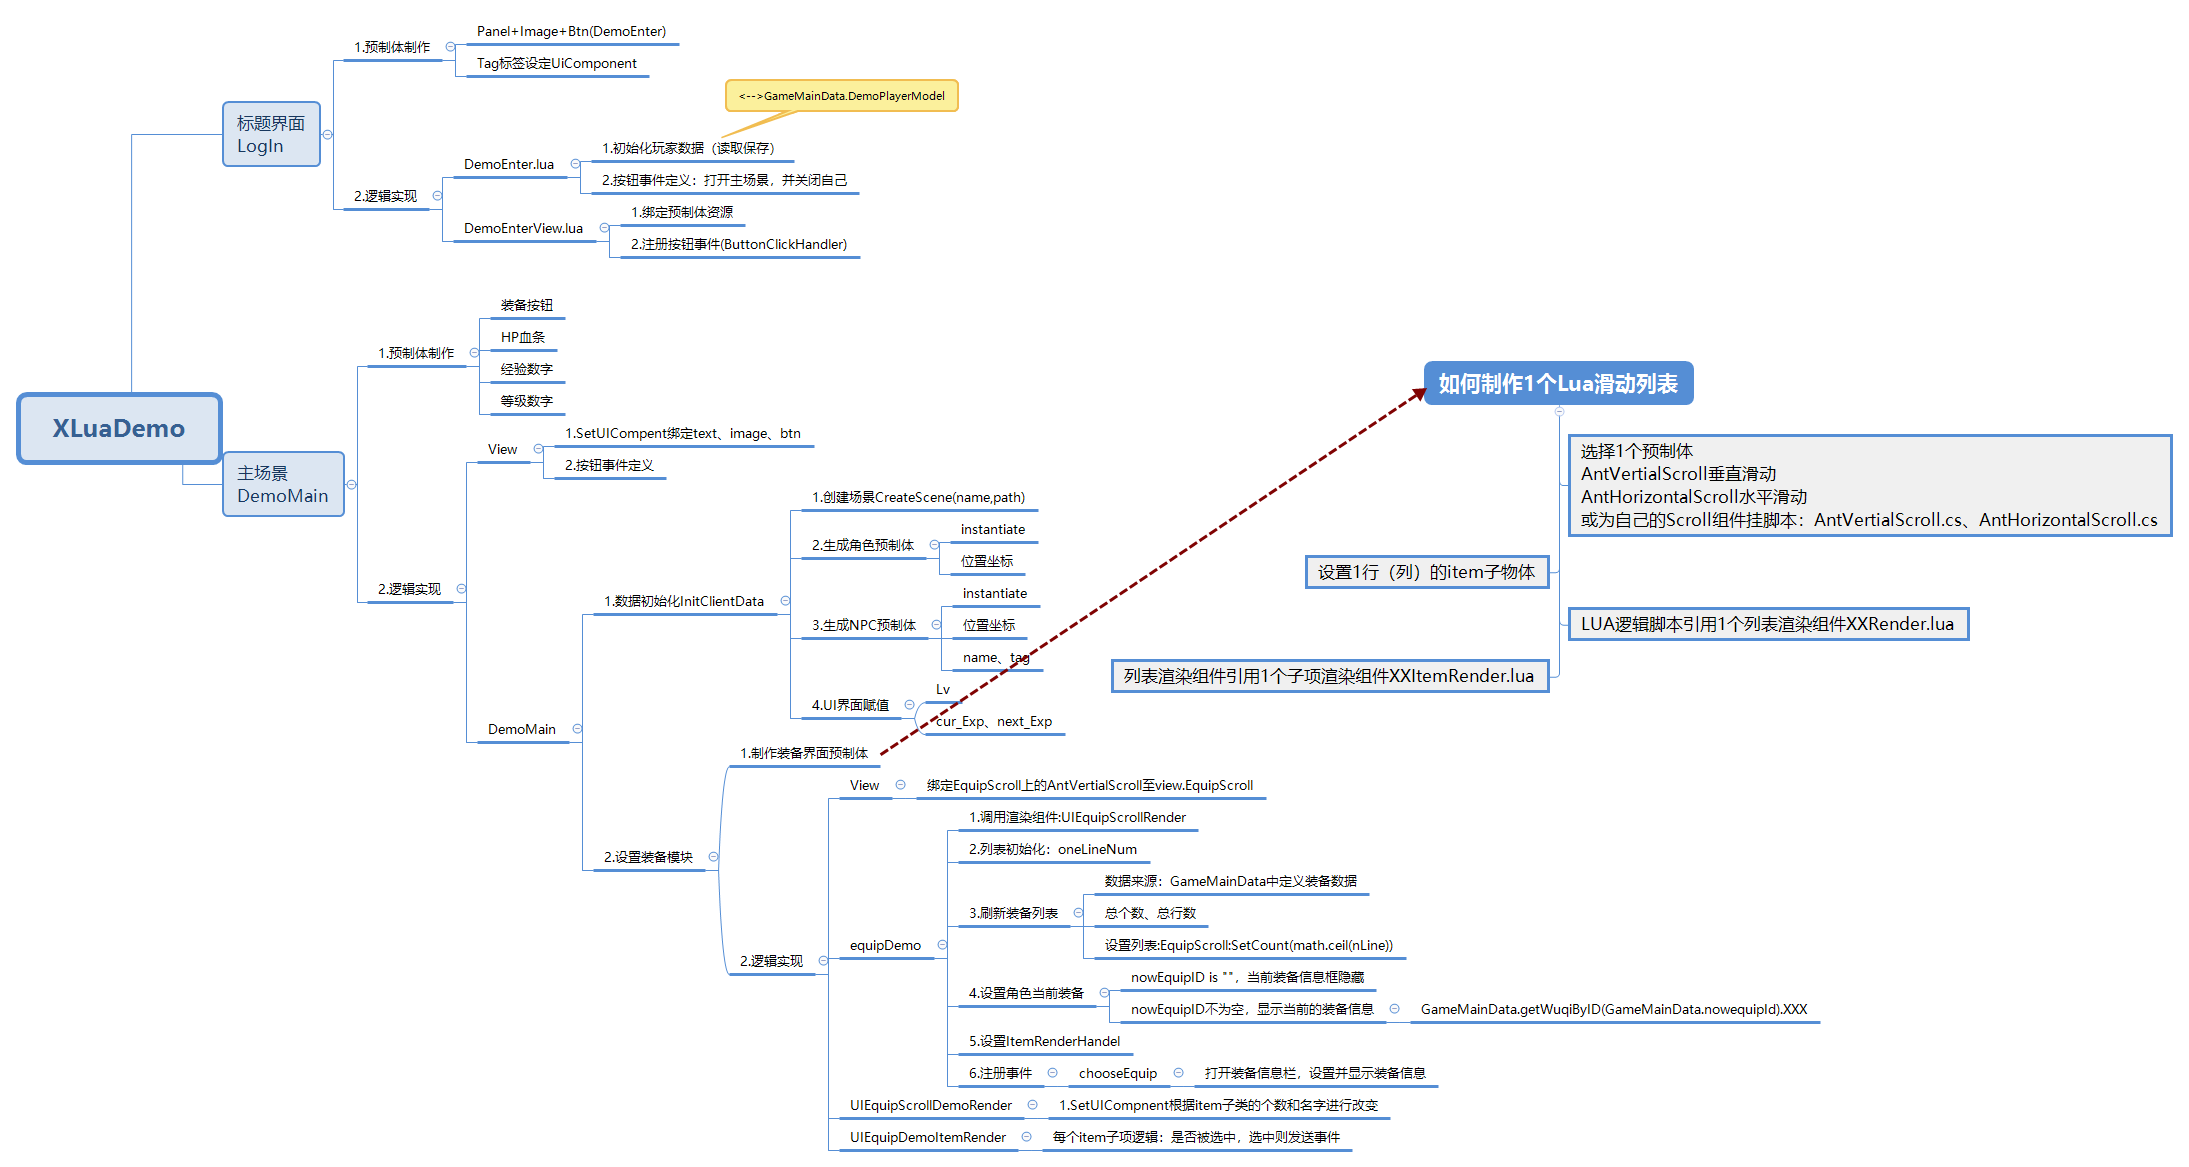 XLuaDemo
标题界面
LogIn
1.预制体制作
Panel+Image+Btn(DemoEnter)
Tag标签设定UiComponent
2.逻辑实现
DemoEnter.lua
<-->GameMainData.DemoPlayerModel
1.初始化玩家数据（读取保存）
2.按钮事件定义：打开主场景，并关闭自己
DemoEnterView.lua
1.绑定预制体资源
2.注册按钮事件(ButtonClickHandler)
主场景
DemoMain
1.预制体制作
装备按钮
HP血条
经验数字
等级数字
2.逻辑实现
View
1.SetUICompent绑定text、image、btn
2.按钮事件定义
DemoMain
1.数据初始化InitClientData
1.创建场景CreateScene(name,path)
2.生成角色预制体
instantiate
位置坐标
3.生成NPC预制体
instantiate
位置坐标
name、tag
4.UI界面赋值
Lv
cur_Exp、next_Exp
2.设置装备模块
1.制作装备界面预制体
2.逻辑实现
View
绑定EquipScroll上的AntVertialScroll至view.EquipScroll
equipDemo
1.调用渲染组件:UIEquipScrollRender
2.列表初始化：oneLineNum
3.刷新装备列表
数据来源：GameMainData中定义装备数据
总个数、总行数
设置列表:EquipScroll:SetCount(math.ceil(nLine))
4.设置角色当前装备
nowEquipID is ""，当前装备信息框隐藏
nowEquipID不为空，显示当前的装备信息
GameMainData.getWuqiByID(GameMainData.nowequipId).XXX
5.设置ItemRenderHandel
6.注册事件
chooseEquip
打开装备信息栏，设置并显示装备信息
UIEquipScrollDemoRender
1.SetUICompnent根据item子类的个数和名字进行改变
UIEquipDemoItemRender
每个item子项逻辑：是否被选中，选中则发送事件
如何制作1个Lua滑动列表
选择1个预制体
AntVertialScroll垂直滑动
AntHorizontalScroll水平滑动
或为自己的Scroll组件挂脚本：AntVertialScroll.cs、AntHorizontalScroll.cs
设置1行（列）的item子物体
LUA逻辑脚本引用1个列表渲染组件XXRender.lua
列表渲染组件引用1个子项渲染组件XXItemRender.lua